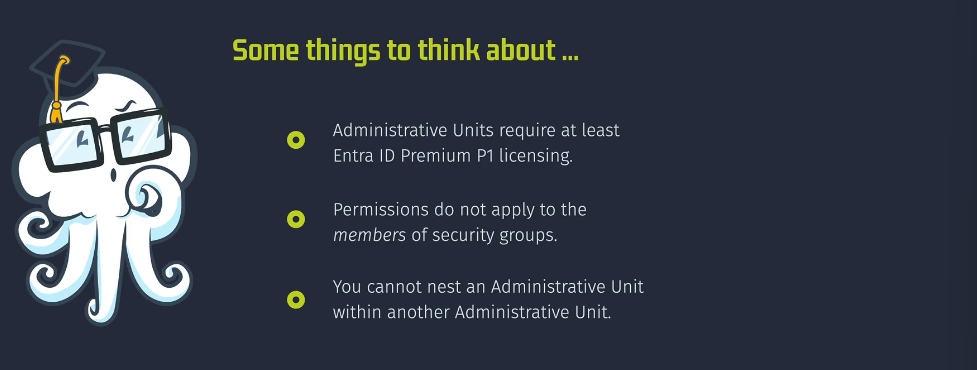 Some things to think about ...
Administrative Units require at least
Entra ID Premium P1 licensing.
Permissions do not apply to the
members of security groups.
You cannot nest an Administrative Unit
within another Administrative Unit.